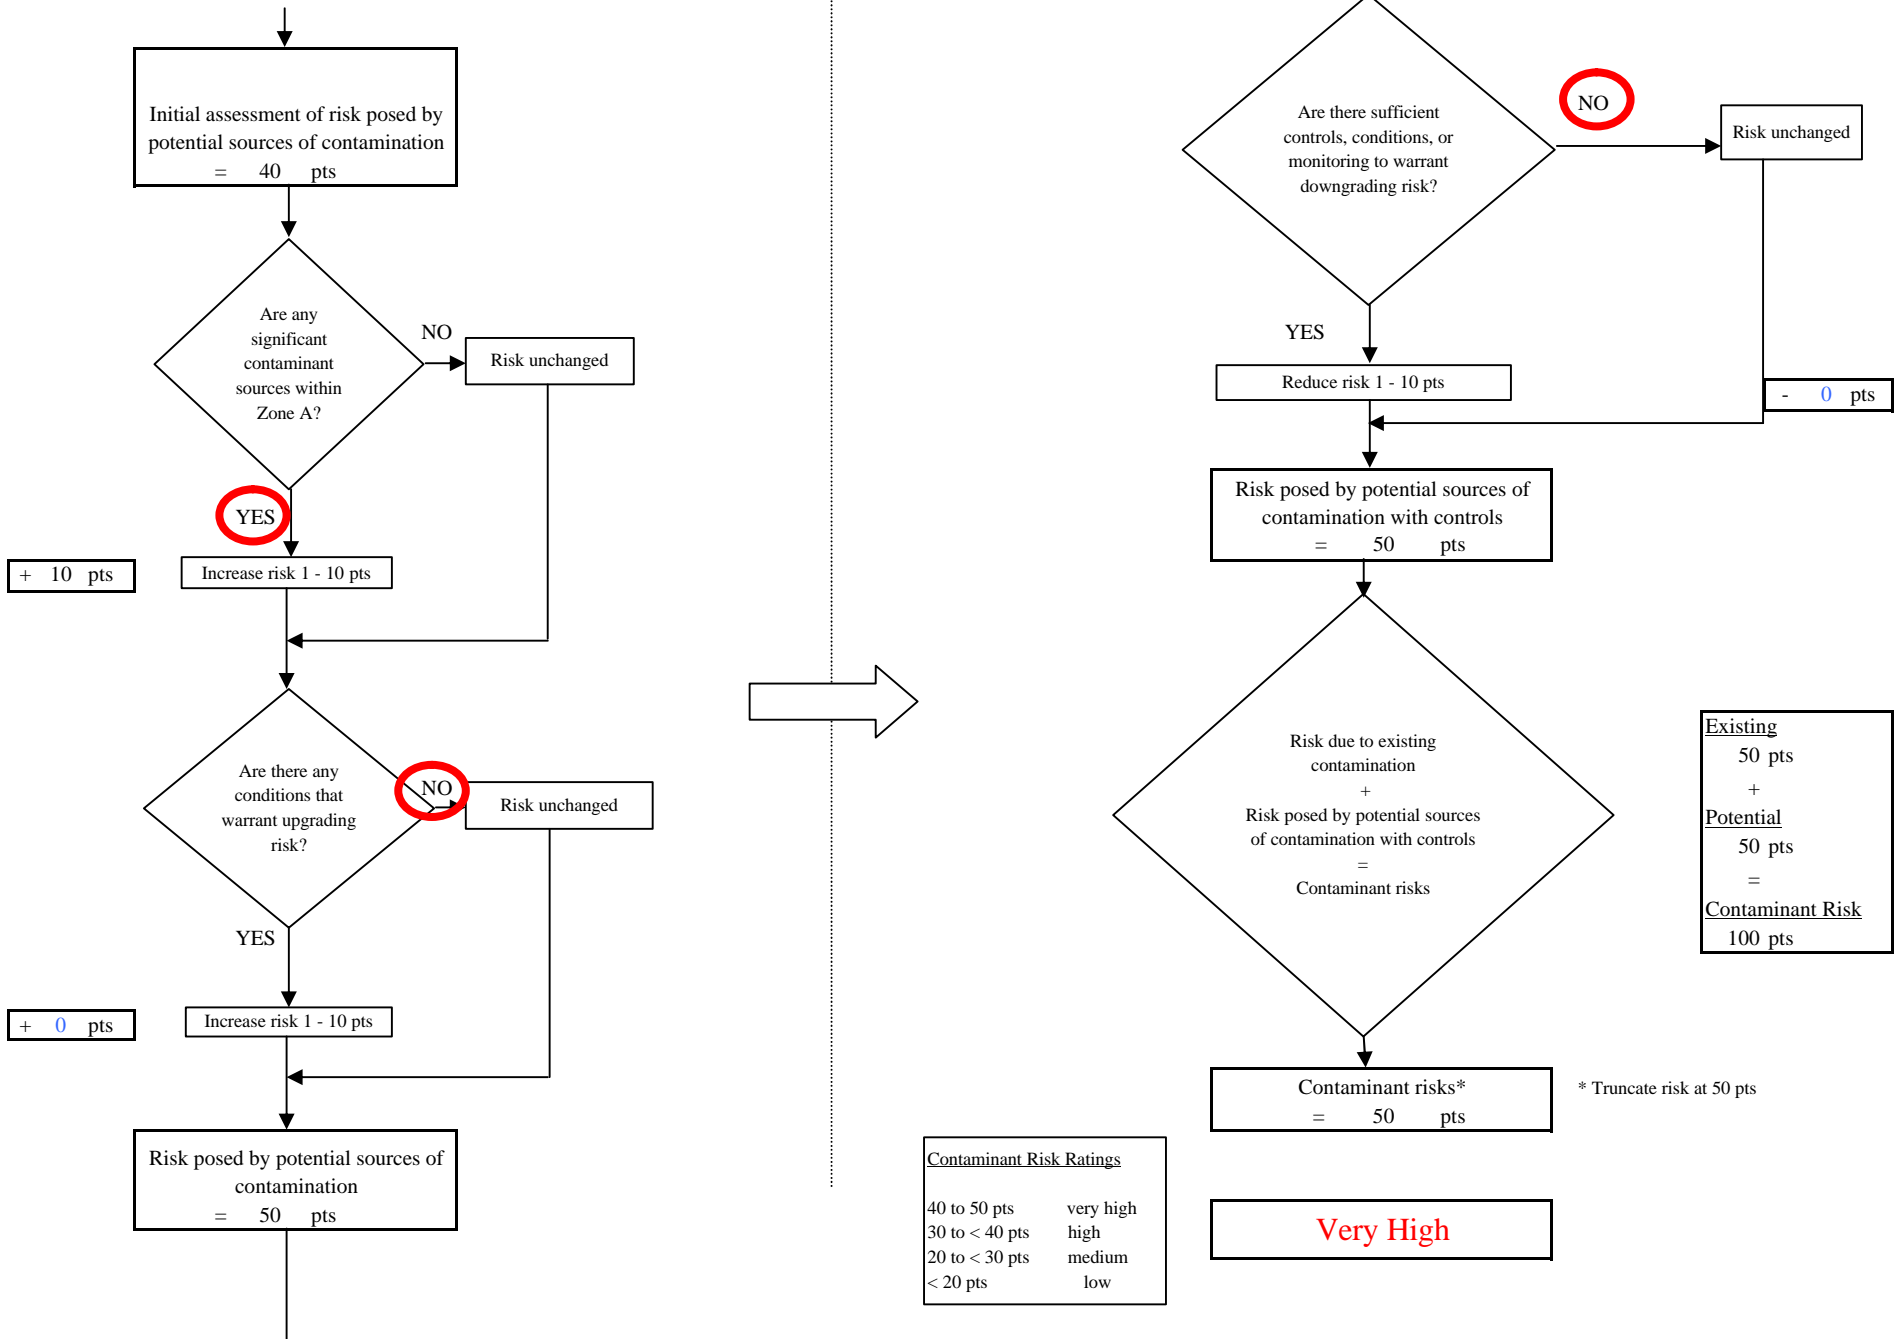 Initial assessment of risk posed by
potential sources of contamination
= 40 pts
Are any
significant
contaminant
sources within
Zone A?
NO
Risk unchanged
YES
+ 10 pts
Increase risk 1 - 10 pts
Are there any
conditions that
warrant upgrading
risk?
NO
Risk unchanged
YES
+ 0 pts
Increase risk 1 - 10 pts
Risk posed by potential sources of
contamination
= 50 pts
Are there sufficient
controls, conditions, or
monitoring to warrant
downgrading risk?
NO
Risk unchanged
YES
Reduce risk 1 - 10 pts
- 0 pts
Risk posed by potential sources of
contamination with controls
= 50 pts
Risk due to existing
contamination
+
Risk posed by potential sources
of contamination with controls
=
Contaminant risks
Existing
50 pts
+
Potential
50 pts
=
Contaminant Risk
100 pts
Contaminant risks*
= 50 pts
* Truncate risk at 50 pts
Contaminant Risk Ratings
40 to 50 pts very high
30 to < 40 pts high
20 to < 30 pts medium
< 20 pts low
Very High